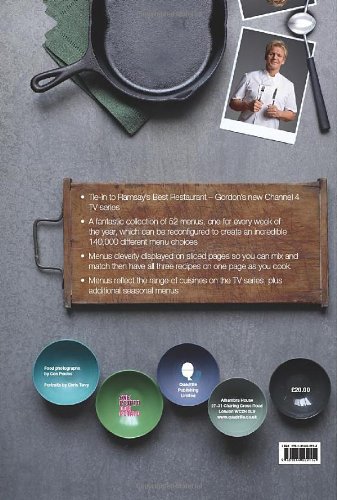 • Tie-In to Ramsay's Best Restaurant – Gordon's new Channel 4
TV series
• A fantastic collection of 52 menus, one for every week of
the year, which can be reconfigured to create an incredible
140,000 different menu choices
• Menus cleverly displayed on sliced pages so you can mix and
match then have all three recipes on one page as you cook.
• Menus reflect the range of cuisines on the TV series, plus
additional seasonal menus
Food photographs
by Cris
Portraits by Chris Terry
Quadrille
Publishing
Limited
Alhambra House
27-31 Charing Cross Road
London WC2H 0LS
www.quadrille.co.uk
£20.00